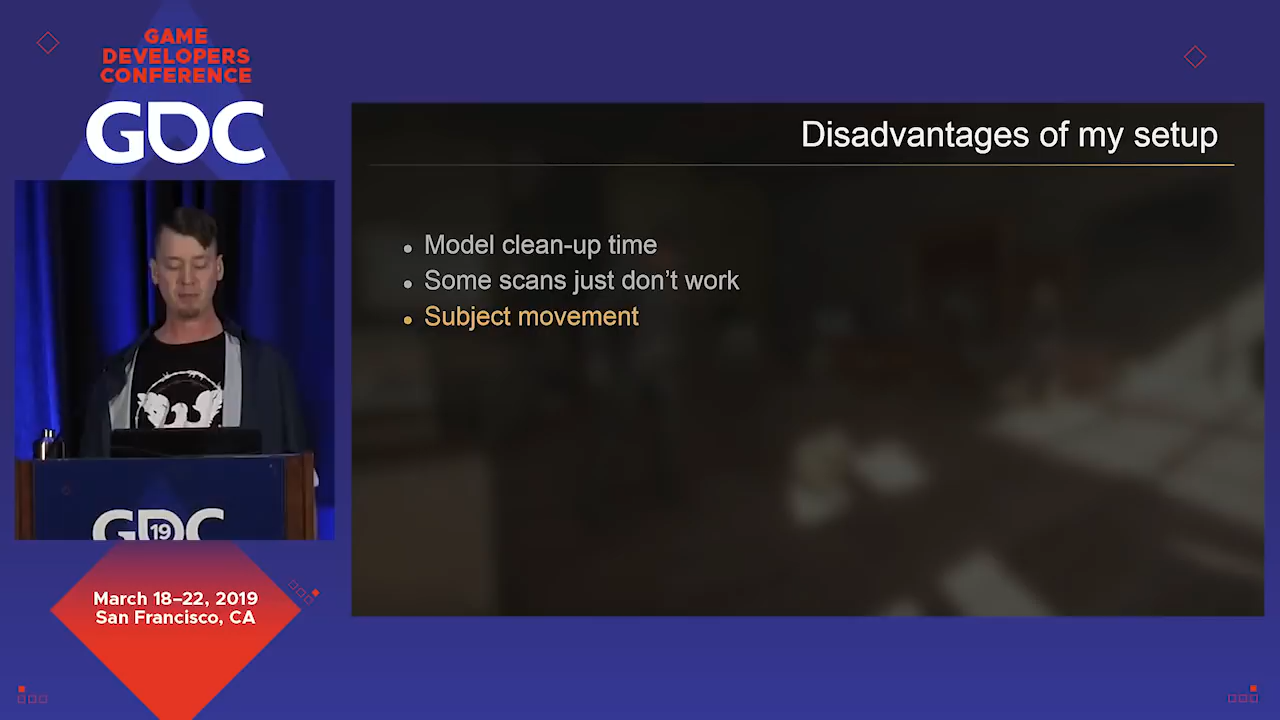 GAME
DEVELOPERS
CONFERENCE
GDC
Disadvantages of my setup
Model clean-up time
Some scans just don’t work
Subject movement
GDC
19
March 18–22, 2019
San Francisco, CA